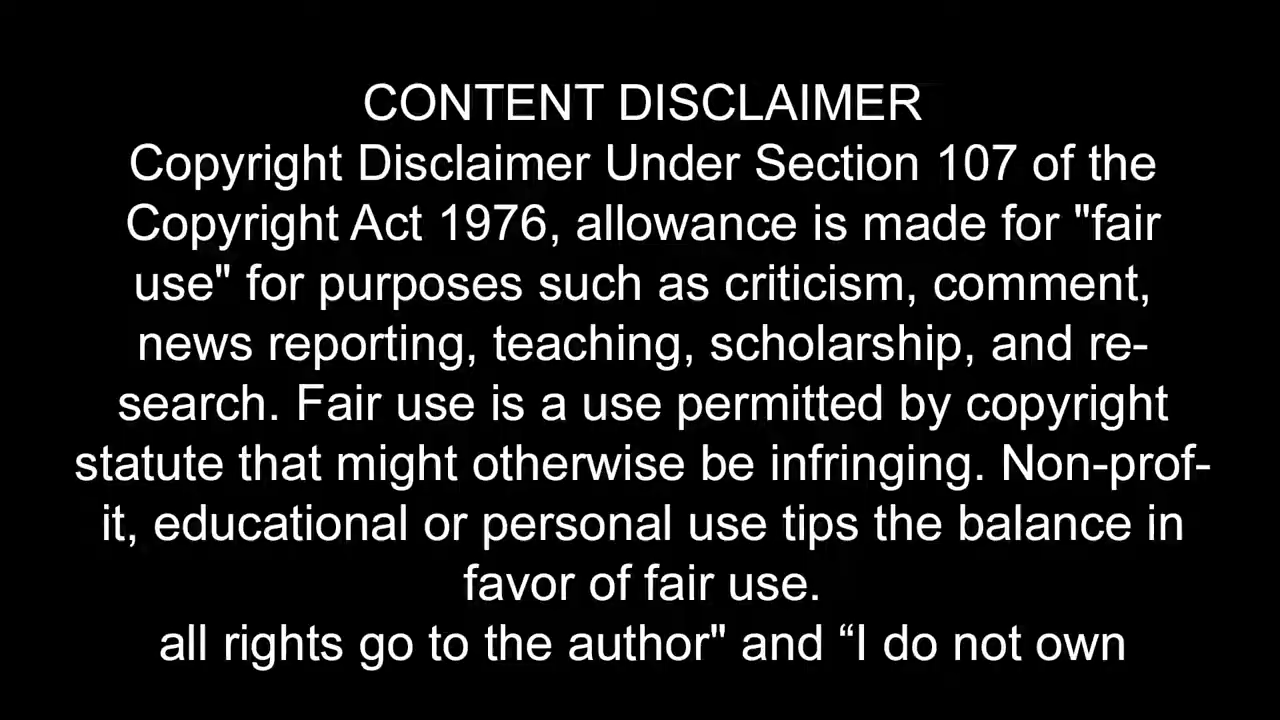 CONTENT DISCLAIMER
Copyright Disclaimer Under Section 107 of the
Copyright Act 1976, allowance is made for "fair
use" for purposes such as criticism, comment,
news reporting, teaching, scholarship, and re-
search. Fair use is a use permitted by copyright
statute that might otherwise be infringing. Non-prof-
it, educational or personal use tips the balance in
favor of fair use.
all rights go to the author" and “I do not own